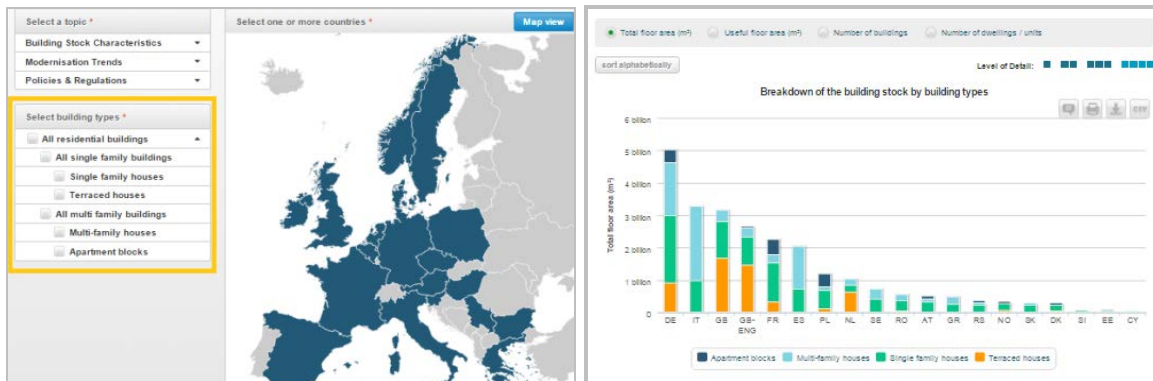 Select a topic *
Building Stock Characteristics
Modernisation Trends
Policies & Regulations
Select building types *
All residential buildings
All single family buildings
Single family houses
Terraced houses
All multi family buildings
Multi-family houses
Apartment blocks
Select one or more countries *
Map view
Total floor area (m²)
Useful floor area (m²)
Number of buildings
Number of dwellings / units
sort alphabetically
Level of Detail:
Breakdown of the building stock by building types
CSV
Total floor area (m²)
6 billion
5 billion
4 billion
3 billion
2 billion
1 billion
0
DE IT GB GB-ENG FR ES PL NL SE RO AT GR RS NO SK DK SI EE CY
Apartment blocks Multi-family houses Single family houses Terraced houses